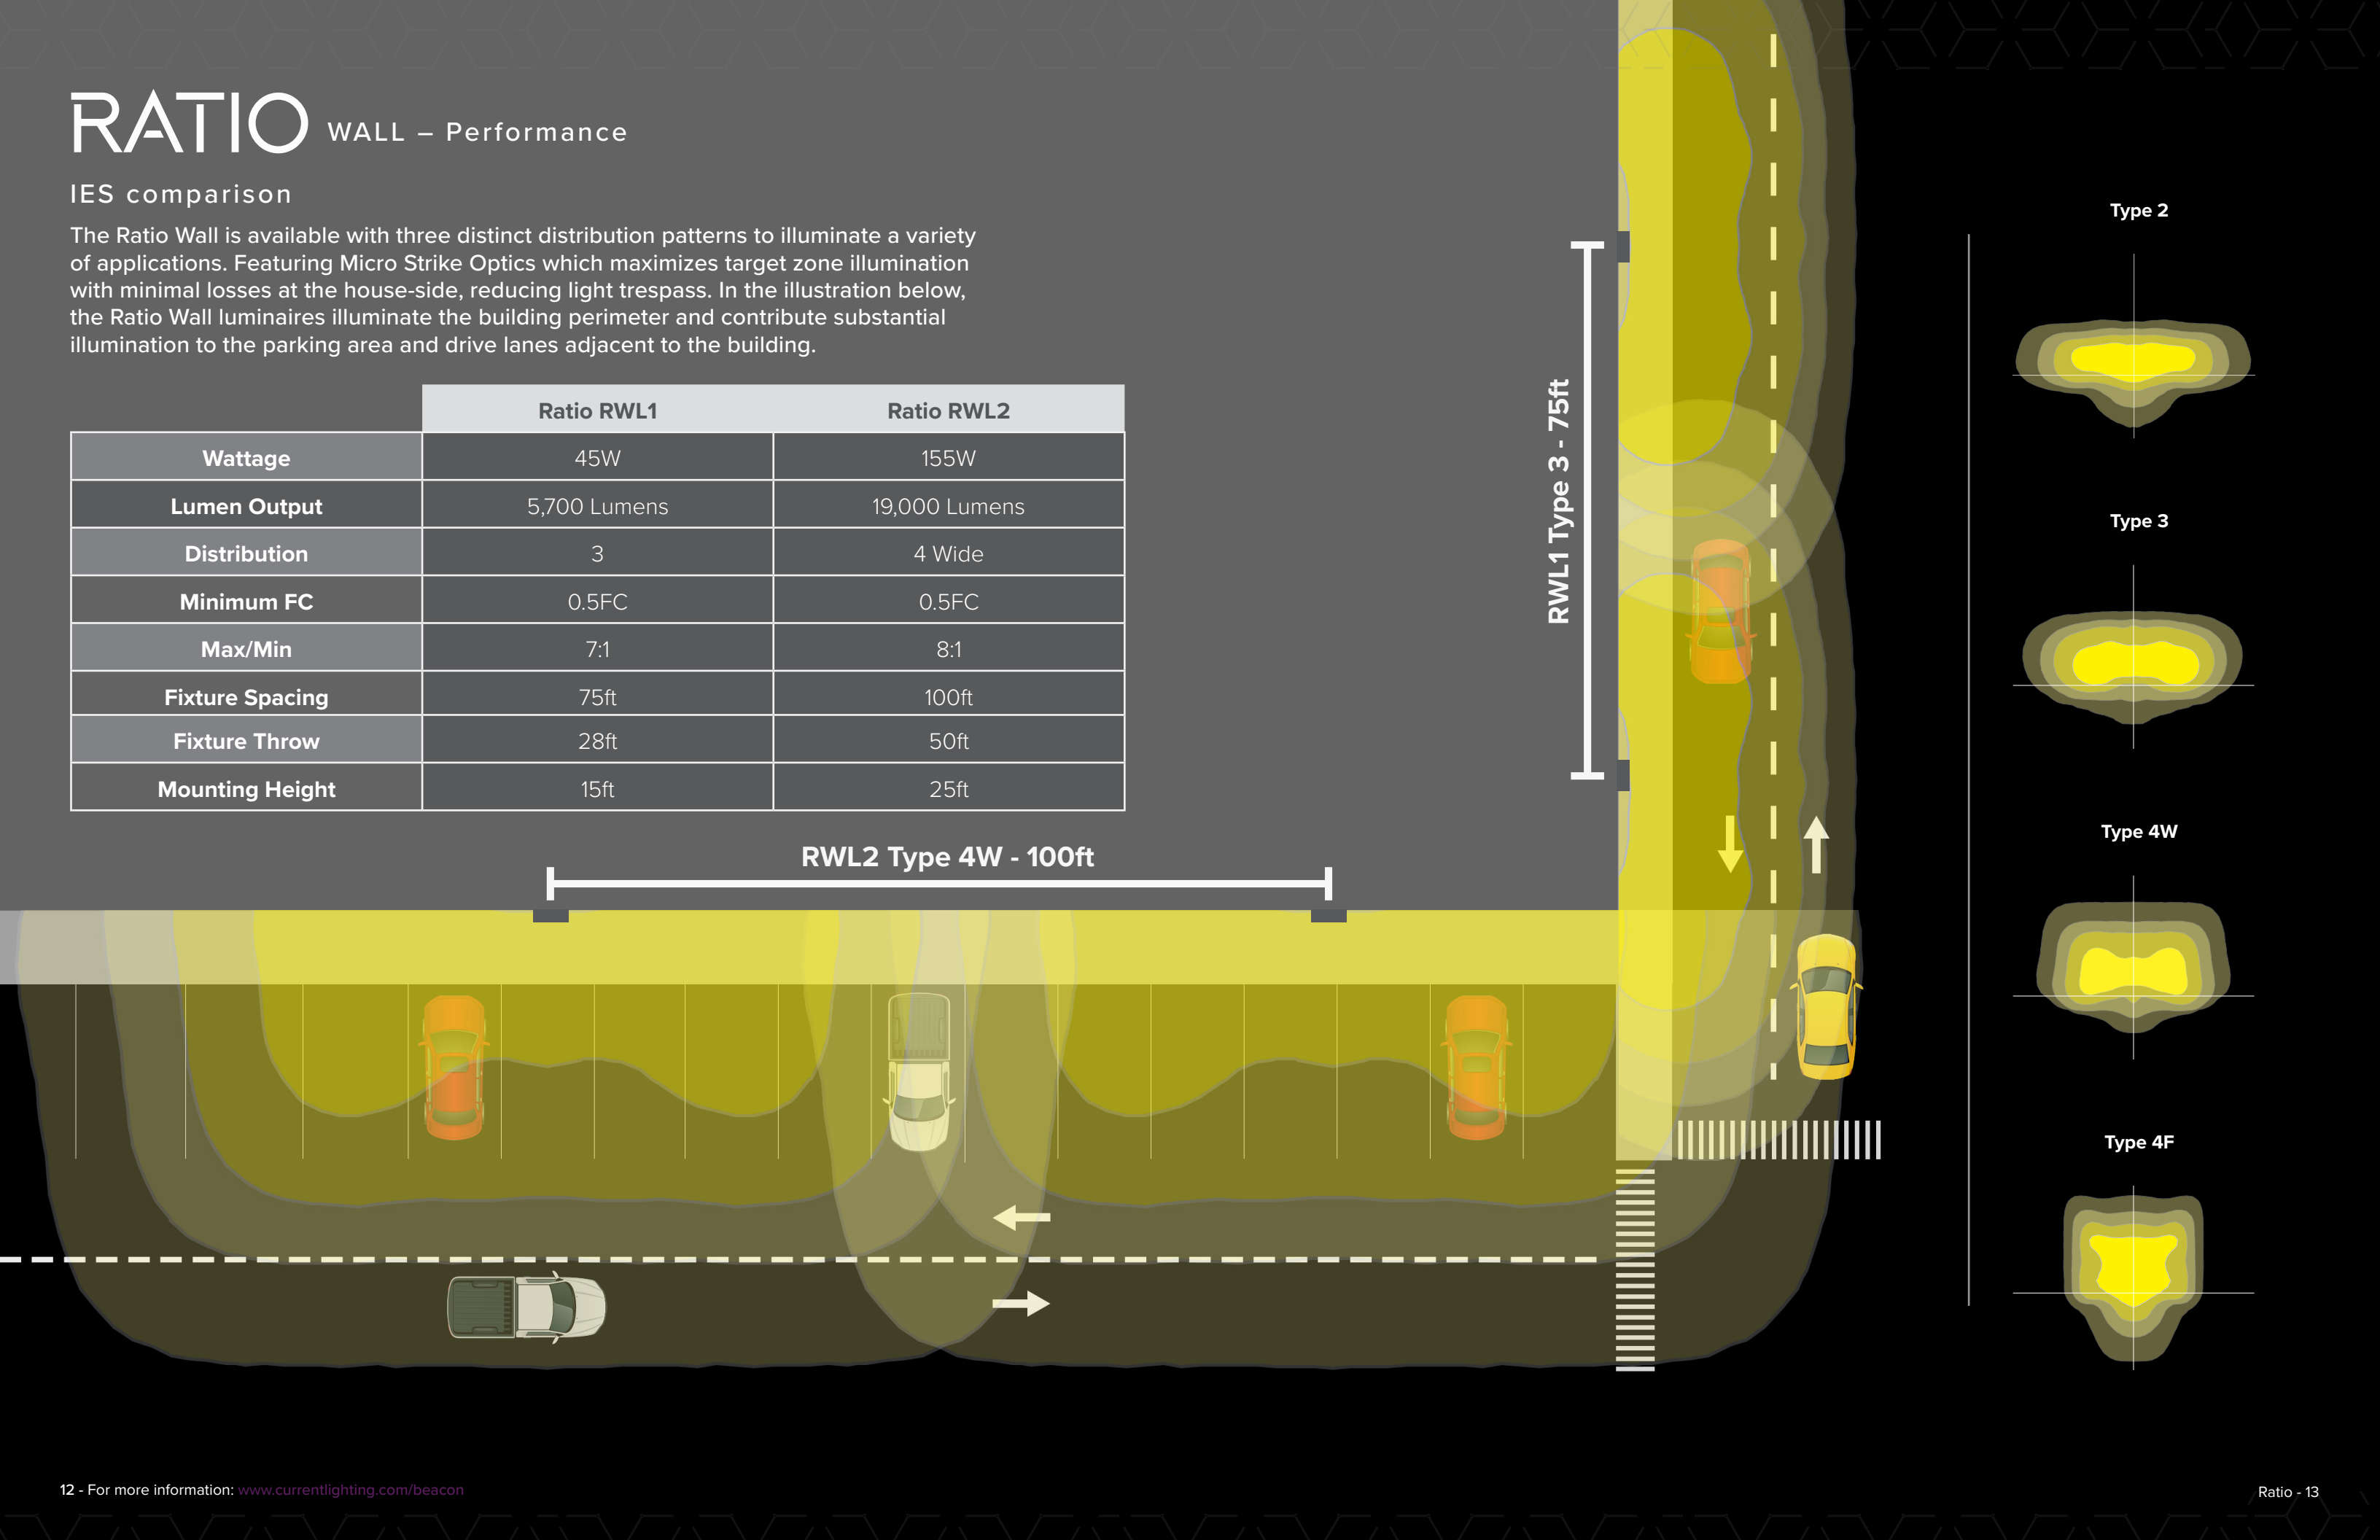 RATIO WALL – Performance
IES comparison
The Ratio Wall is available with three distinct distribution patterns to illuminate a variety
of applications. Featuring Micro Strike Optics which maximizes target zone illumination
with minimal losses at the house-side, reducing light trespass. In the illustration below,
the Ratio Wall luminaires illuminate the building perimeter and contribute substantial
illumination to the parking area and drive lanes adjacent to the building.
Ratio RWL1 Ratio RWL2
Wattage 45W 155W
Lumen Output 5,700 Lumens 19,000 Lumens
Distribution 3 4 Wide
Minimum FC 0.5FC 0.5FC
Max/Min 7:1 8:1
Fixture Spacing 75ft 100ft
Fixture Throw 28ft 50ft
Mounting Height 15ft 25ft
RWL2 Type 4W - 100ft
RWL1 Type 3 - 75ft
Type 2
Type 3
Type 4W
Type 4F
12 - For more information: www.currentlighting.com/beacon
Ratio - 13